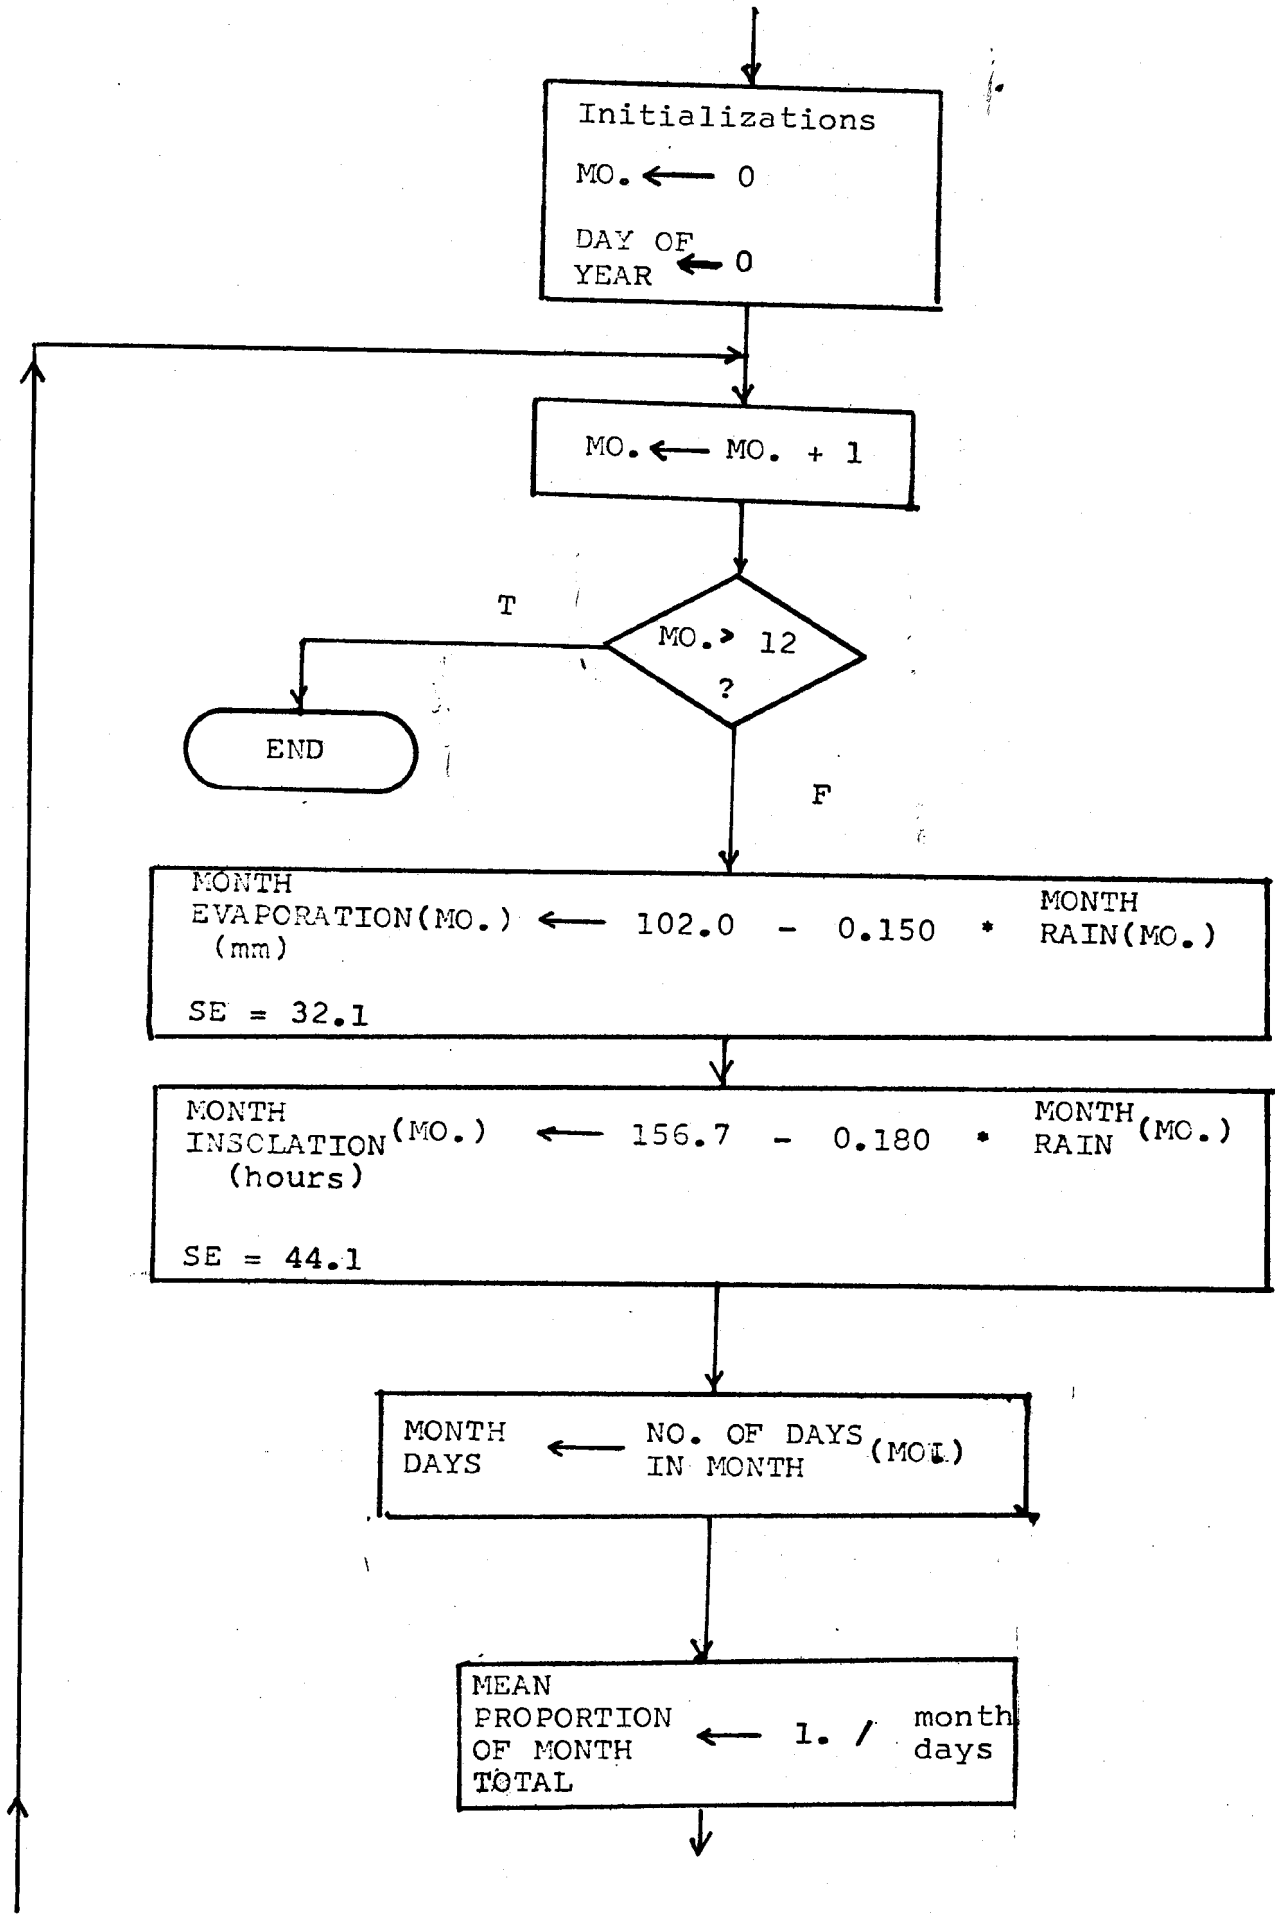 Initializations
MO. ← 0
DAY OF
YEAR ← 0
MO. ← MO. + 1
T
MO. > 12
?
END
F
MONTH
EVAPORATION(MO.) ← 102.0 - 0.150 * MONTH RAIN(MO.)
(mm)
SE = 32.1
MONTH
INSOLATION(MO.) ← 156.7 - 0.180 * MONTH RAIN(MO.)
(hours)
SE = 44.1
MONTH
DAYS ← NO. OF DAYS
IN MONTH (MO.)
MEAN
PROPORTION
OF MONTH
TOTAL ← 1. / month
days